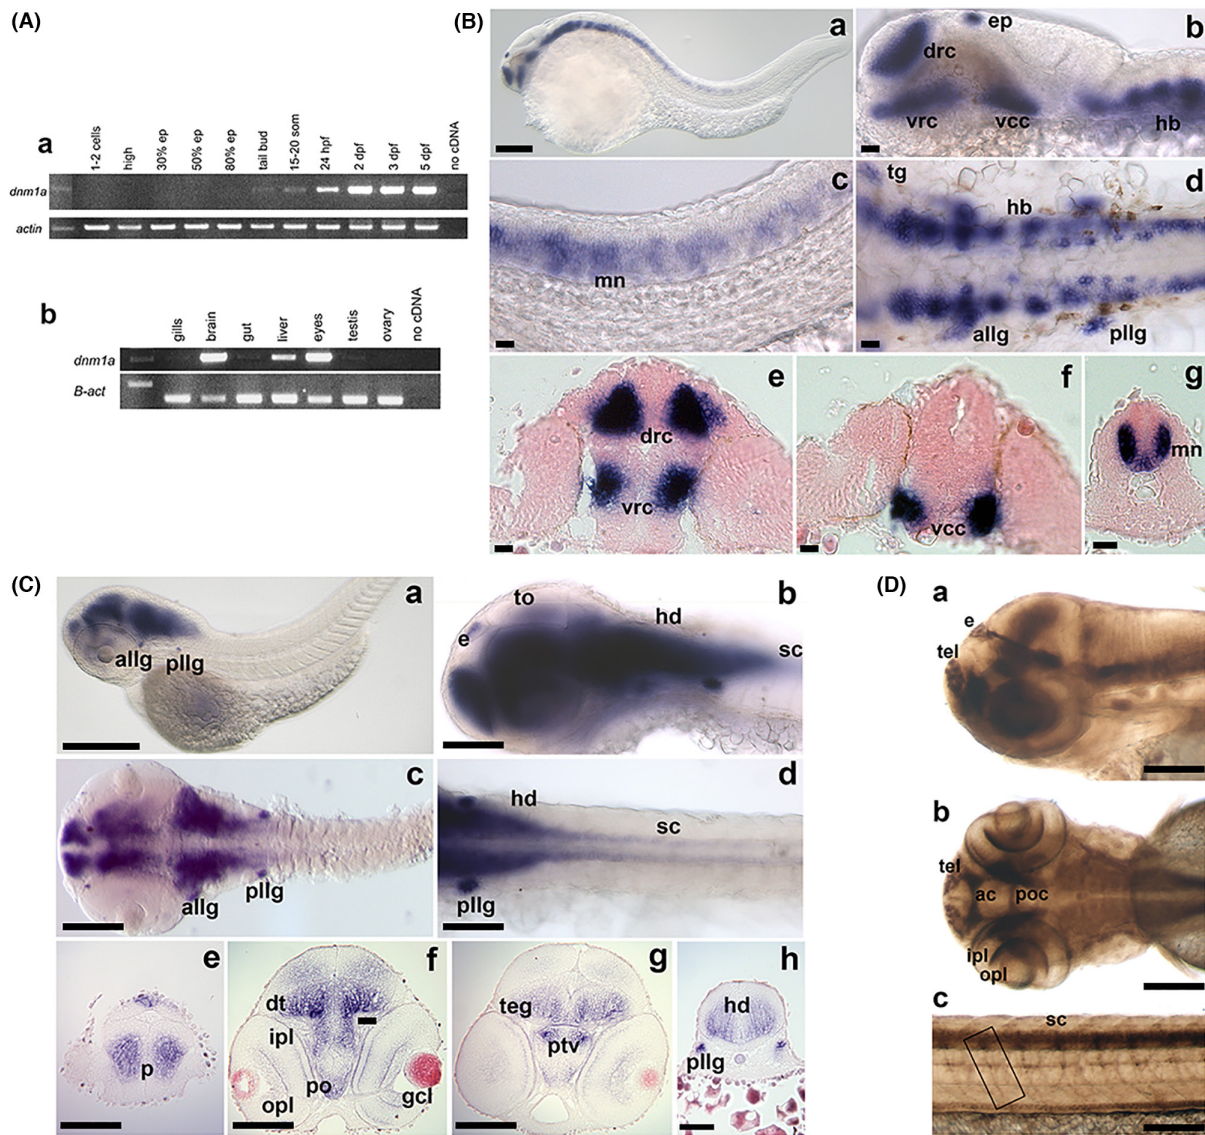 (A)
a
1-2 cells
high
30% ep
50% ep
80% ep
tail bud
15-20 som
24 hpf
2 dpf
3 dpf
5 dpf
no cDNA
dnm1a
actin
b
gills
brain
gut
liver
eyes
testis
ovary
no cDNA
dnm1a
B-act
(B)
a
b
ep
drc
vrc
vcc
hb
c
mn
d
tg
hb
allg
pllg
e
drc
vrc
f
vcc
g
mn
(C)
a
allg
pllg
b
to
hd
e
sc
c
allg
pllg
d
hd
sc
pllg
e
p
f
dt
ipl
po
opl
gcl
g
teg
ptv
h
hd
pllg
(D)
a
e
tel
b
tel
ac
poc
ipl
opl
c
sc